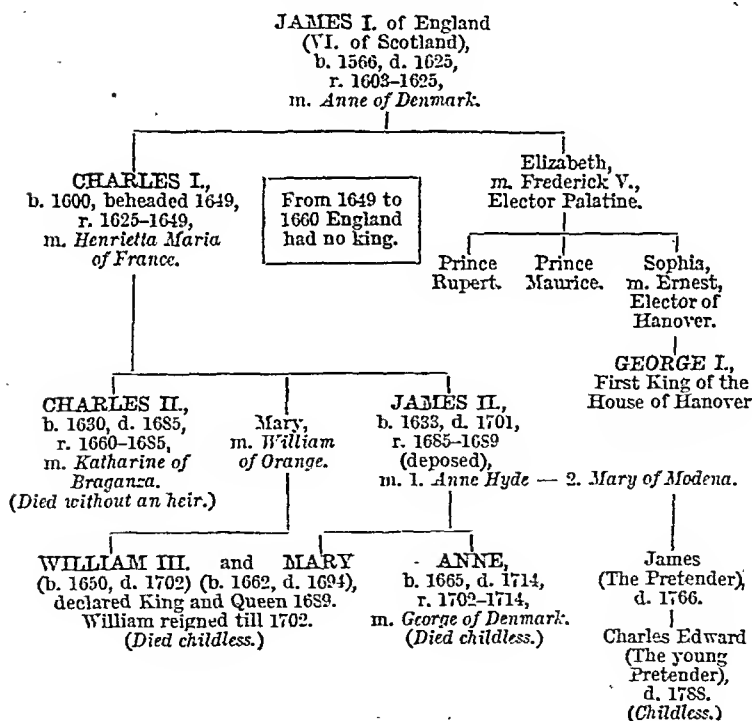 JAMES I. of England
(VI. of Scotland),
b. 1566, d. 1625,
r. 1603-1625,
m. Anne of Denmark.
CHARLES I.,
b. 1600, beheaded 1649,
r. 1625-1649,
m. Henrietta Maria
of France.
From 1649 to
1660 England
had no king.
Elizabeth,
m. Frederick V.,
Elector Palatine.
Prince
Rupert.
Prince
Maurice.
Sophia,
m. Ernest,
Elector of
Hanover.
GEORGE I.,
First King of the
House of Hanover
CHARLES II.,
b. 1630, d. 1685,
r. 1660-1685,
m. Katharine of
Braganza.
(Died without an heir.)
Mary,
m. William
of Orange.
JAMES II.,
b. 1633, d. 1701,
r. 1685-1689
(deposed),
m. 1. Anne Hyde — 2. Mary of Modena.
WILLIAM III. and MARY
(b. 1650, d. 1702) (b. 1662, d. 1694),
declared King and Queen 1689.
William reigned till 1702.
(Died childless.)
ANNE,
b. 1665, d. 1714,
r. 1702-1714,
m. George of Denmark.
(Died childless.)
James
(The Pretender),
d. 1766.
Charles Edward
(The young
Pretender),
d. 1788.
(Childless.)